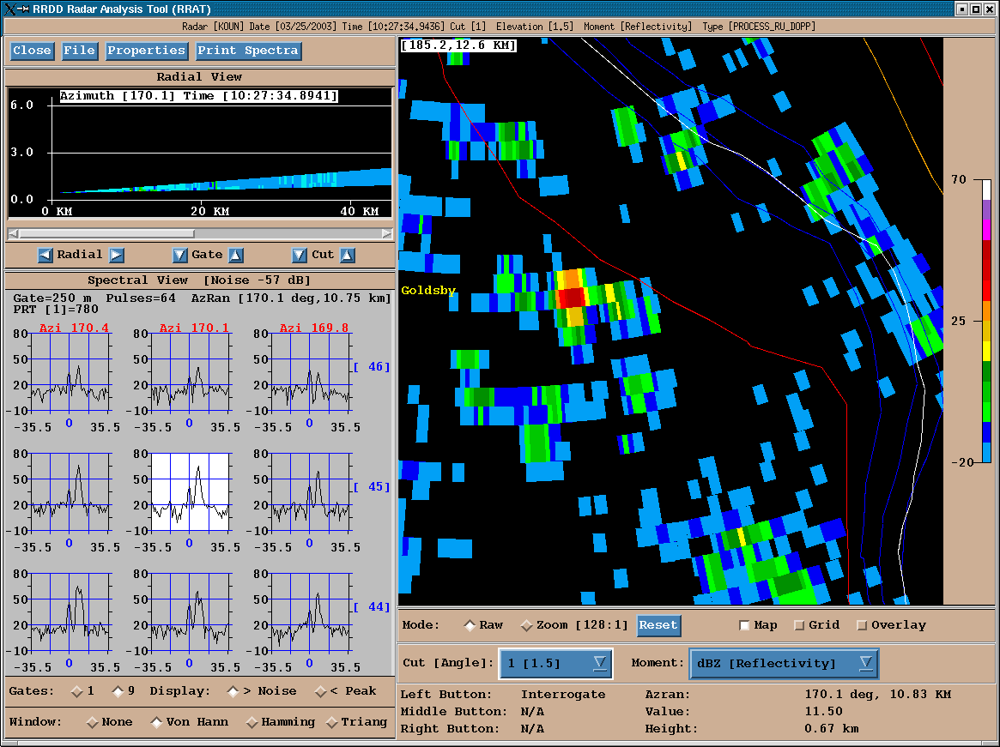 RRDD Radar Analysis Tool (RRAT)
Radar [KOUN] Date [03/25/2003] Time [10:27:34.9436] Cut [1] Elevation [1.5] Moment [Reflectivity] Type [PROCESS_RU_DOPP]
Close File Properties Print Spectra
Radial View
Azimuth [170.1] Time [10:27:34.8941]
6.0
3.0
0.0
0 KM 20 KM 40 KM
Radial Gate Cut
Spectral View [Noise -57 dB]
Gate=250 m Pulses=64 AzRan [170.1 deg,10.75 km]
PRT [1]=780
Azi 170.4 Azi 170.1 Azi 169.8
80 80 80
50 50 50
[ 46]
20 20 20
-10 -10 -10
-35.5 0 35.5 -35.5 0 35.5 -35.5 0 35.5
80 80 80
50 50 50
[ 45]
20 20 20
-10 -10 -10
-35.5 0 35.5 -35.5 0 35.5 -35.5 0 35.5
80 80 80
50 50 50
[ 44]
20 20 20
-10 -10 -10
-35.5 0 35.5 -35.5 0 35.5 -35.5 0 35.5
Gates: 1 9 Display: > Noise < Peak
Window: None Von Hann Hamming Triang
[185.2,12.6 KM]
Goldsby
70
25
-20
Mode: Raw Zoom [128:1] Reset Map Grid Overlay
Cut [Angle]: 1 [1.5] Moment: dBZ [Reflectivity]
Left Button: Interrogate Azran: 170.1 deg, 10.83 KM
Middle Button: N/A Value: 11.50
Right Button: N/A Height: 0.67 km